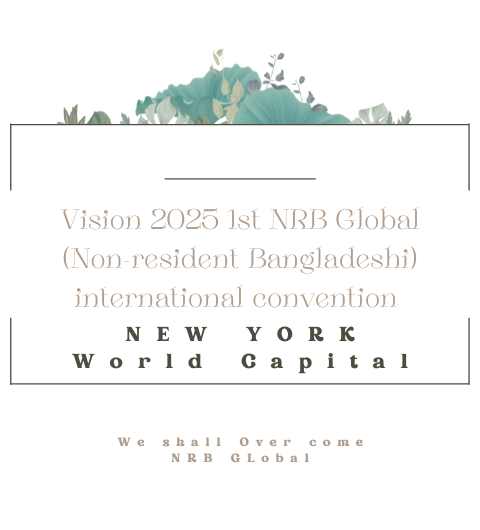 Vision 2025 1st NRB Global
(Non-resident Bangladeshi)
international convention
NEW YORK
World Capital
We shall Over come
NRB GLobal